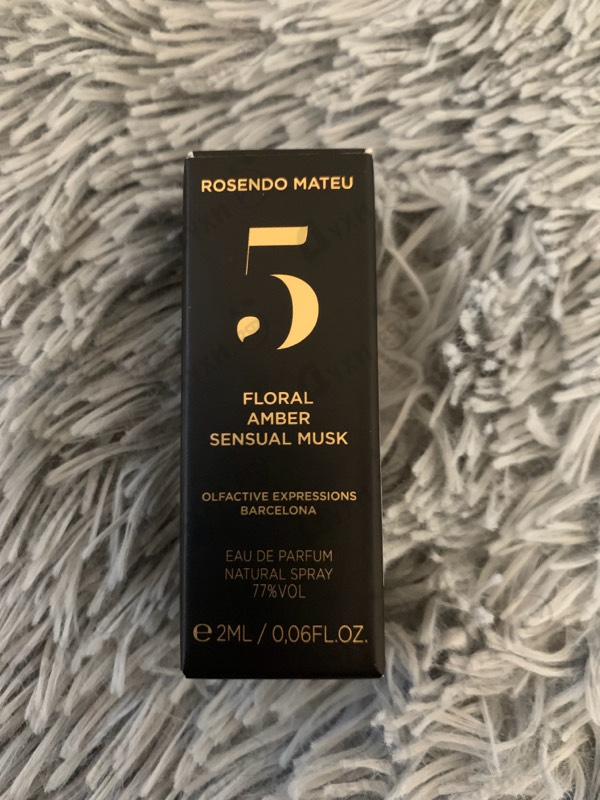 ROSENDO MATEU
5
FLORAL
AMBER
SENSUAL MUSK
OLFACTIVE EXPRESSIONS
BARCELONA
EAU DE PARFUM
NATURAL SPRAY
77%VOL
℮ 2ML / 0,06FL.OZ.